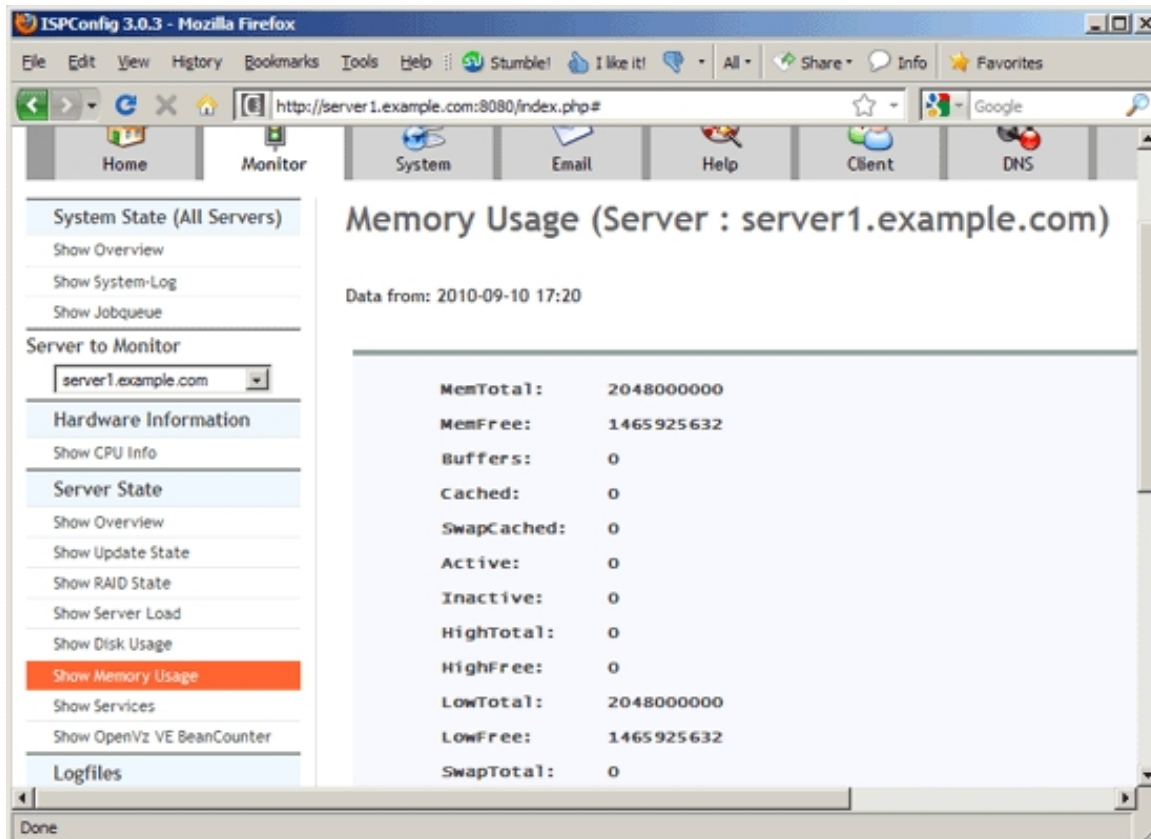 ISPConfig 3.0.3 - Mozilla Firefox
File Edit View History Bookmarks Tools Help Stumble! I like it! All Share Info Favorites
http://server1.example.com:8080/index.php# Google
Home Monitor System Email Help Client DNS
System State (All Servers)
Show Overview
Show System-Log
Show Jobqueue
Server to Monitor
server1.example.com
Hardware Information
Show CPU Info
Server State
Show Overview
Show Update State
Show RAID State
Show Server Load
Show Disk Usage
Show Memory Usage
Show Services
Show OpenVz VE BeanCounter
Logfiles
Memory Usage (Server : server1.example.com)
Data from: 2010-09-10 17:20
MemTotal: 2048000000
MemFree: 1465925632
Buffers: 0
Cached: 0
SwapCached: 0
Active: 0
Inactive: 0
HighTotal: 0
HighFree: 0
LowTotal: 2048000000
LowFree: 1465925632
SwapTotal: 0
Done